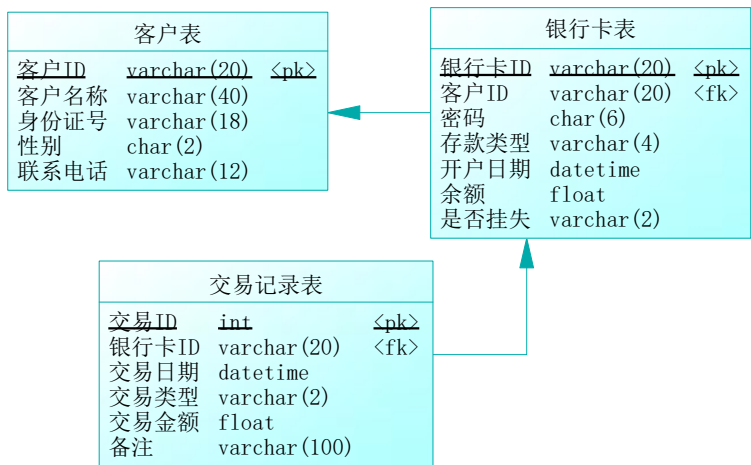 客户表
客户ID varchar(20) <pk>
客户名称 varchar(40)
身份证号 varchar(18)
性别 char(2)
联系电话 varchar(12)
银行卡表
银行卡ID varchar(20) <pk>
客户ID varchar(20) <fk>
密码 char(6)
存款类型 varchar(4)
开户日期 datetime
余额 float
是否挂失 varchar(2)
交易记录表
交易ID int <pk>
银行卡ID varchar(20) <fk>
交易日期 datetime
交易类型 varchar(2)
交易金额 float
备注 varchar(100)